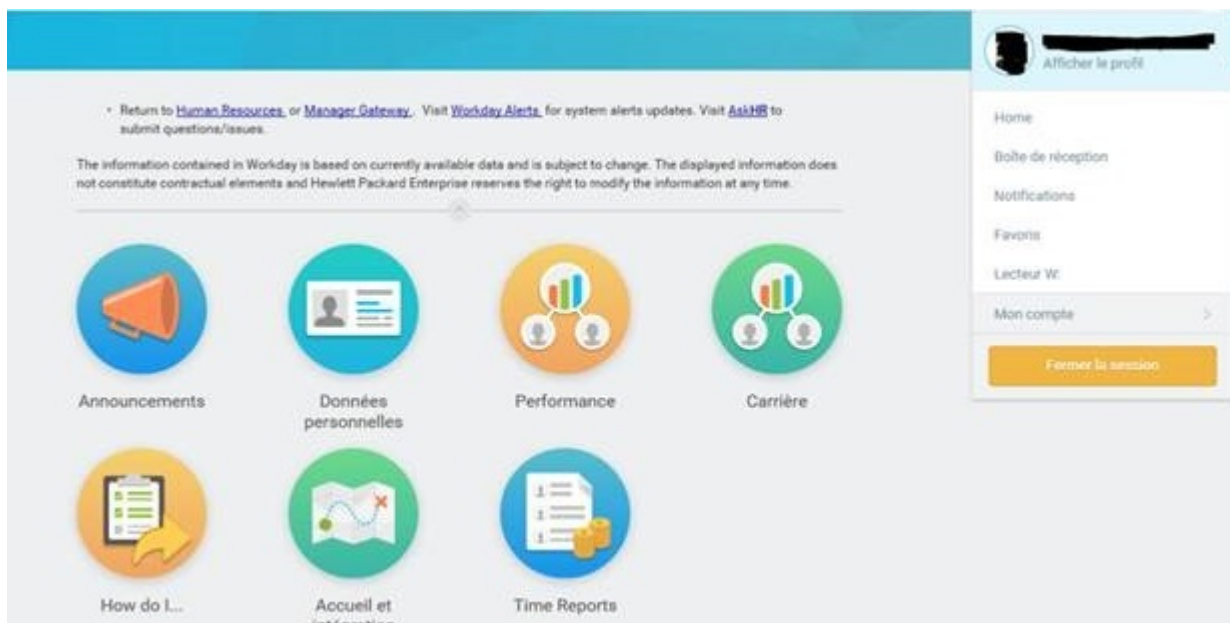 Afficher le profil
• Return to Human Resources or Manager Gateway. Visit Workday Alerts for system alerts updates. Visit AskHR to
submit questions/issues.
The information contained in Workday is based on currently available data and is subject to change. The displayed information does
not constitute contractual elements and Hewlett Packard Enterprise reserves the right to modify the information at any time.
Home
Boîte de réception
Notifications
Favoris
Lecteur W:
Mon compte
Fermer la session
Announcements
Données
personnelles
Performance
Carrière
How do I...
Accueil et
intégration
Time Reports